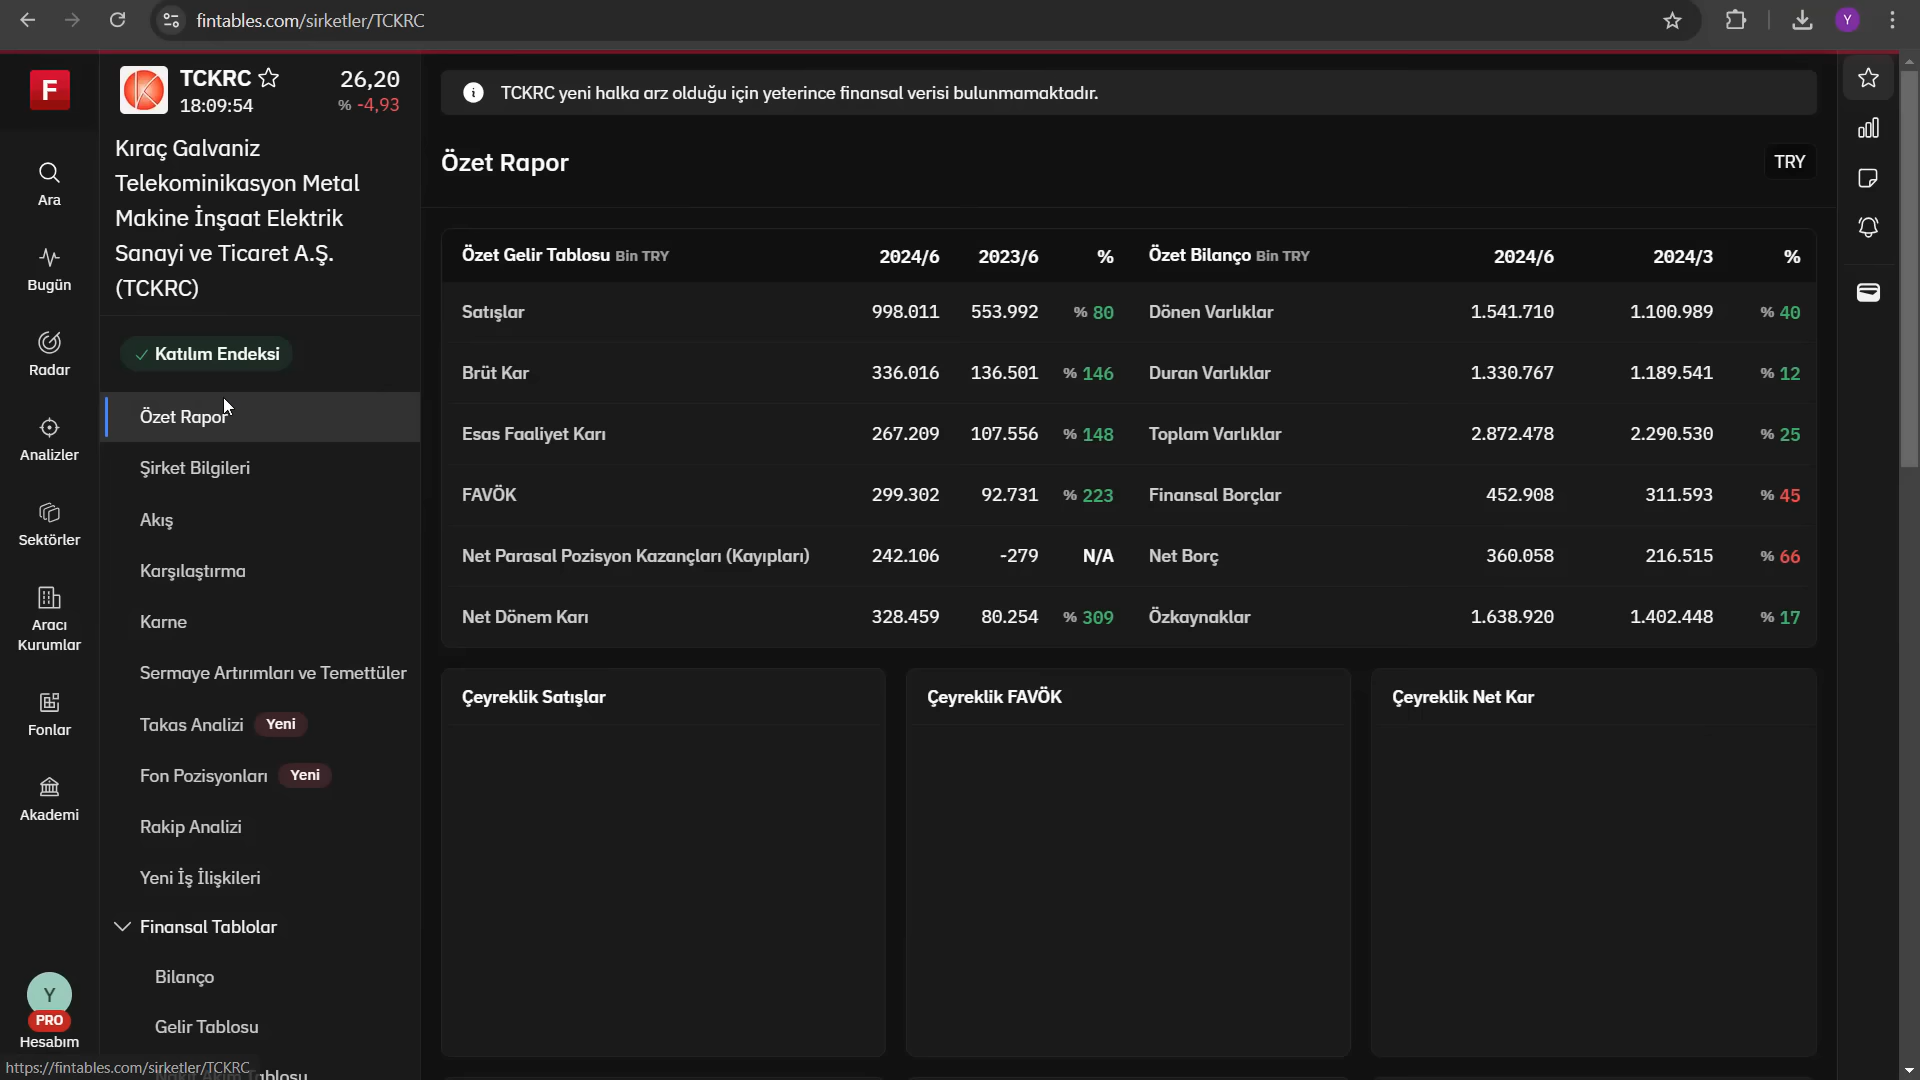 fintables.com/sirketler/TCKRC
Y
F
Ara
Bugün
Radar
Analizler
Sektörler
Aracı
Kurumlar
Fonlar
Akademi
Y
PRO
Hesabım
TCKRC 26,20
18:09:54 % -4,93
Kıraç Galvaniz
Telekominikasyon Metal
Makine İnşaat Elektrik
Sanayi ve Ticaret A.Ş.
(TCKRC)
Katılım Endeksi
Özet Rapor
Şirket Bilgileri
Akış
Karşılaştırma
Karne
Sermaye Artırımları ve Temettüler
Takas Analizi Yeni
Fon Pozisyonları Yeni
Rakip Analizi
Yeni İş İlişkileri
Finansal Tablolar
Bilanço
Gelir Tablosu
https://fintables.com/sirketler/TCKRC
TCKRC yeni halka arz olduğu için yeterince finansal verisi bulunmamaktadır.
Özet Rapor TRY
Özet Gelir Tablosu Bin TRY 2024/6 2023/6 %
Satışlar 998.011 553.992 % 80
Brüt Kar 336.016 136.501 % 146
Esas Faaliyet Karı 267.209 107.556 % 148
FAVÖK 299.302 92.731 % 223
Net Parasal Pozisyon Kazançları (Kayıpları) 242.106 -279 N/A
Net Dönem Karı 328.459 80.254 % 309
Özet Bilanço Bin TRY 2024/6 2024/3 %
Dönen Varlıklar 1.541.710 1.100.989 % 40
Duran Varlıklar 1.330.767 1.189.541 % 12
Toplam Varlıklar 2.872.478 2.290.530 % 25
Finansal Borçlar 452.908 311.593 % 45
Net Borç 360.058 216.515 % 66
Özkaynaklar 1.638.920 1.402.448 % 17
Çeyreklik Satışlar
Çeyreklik FAVÖK
Çeyreklik Net Kar